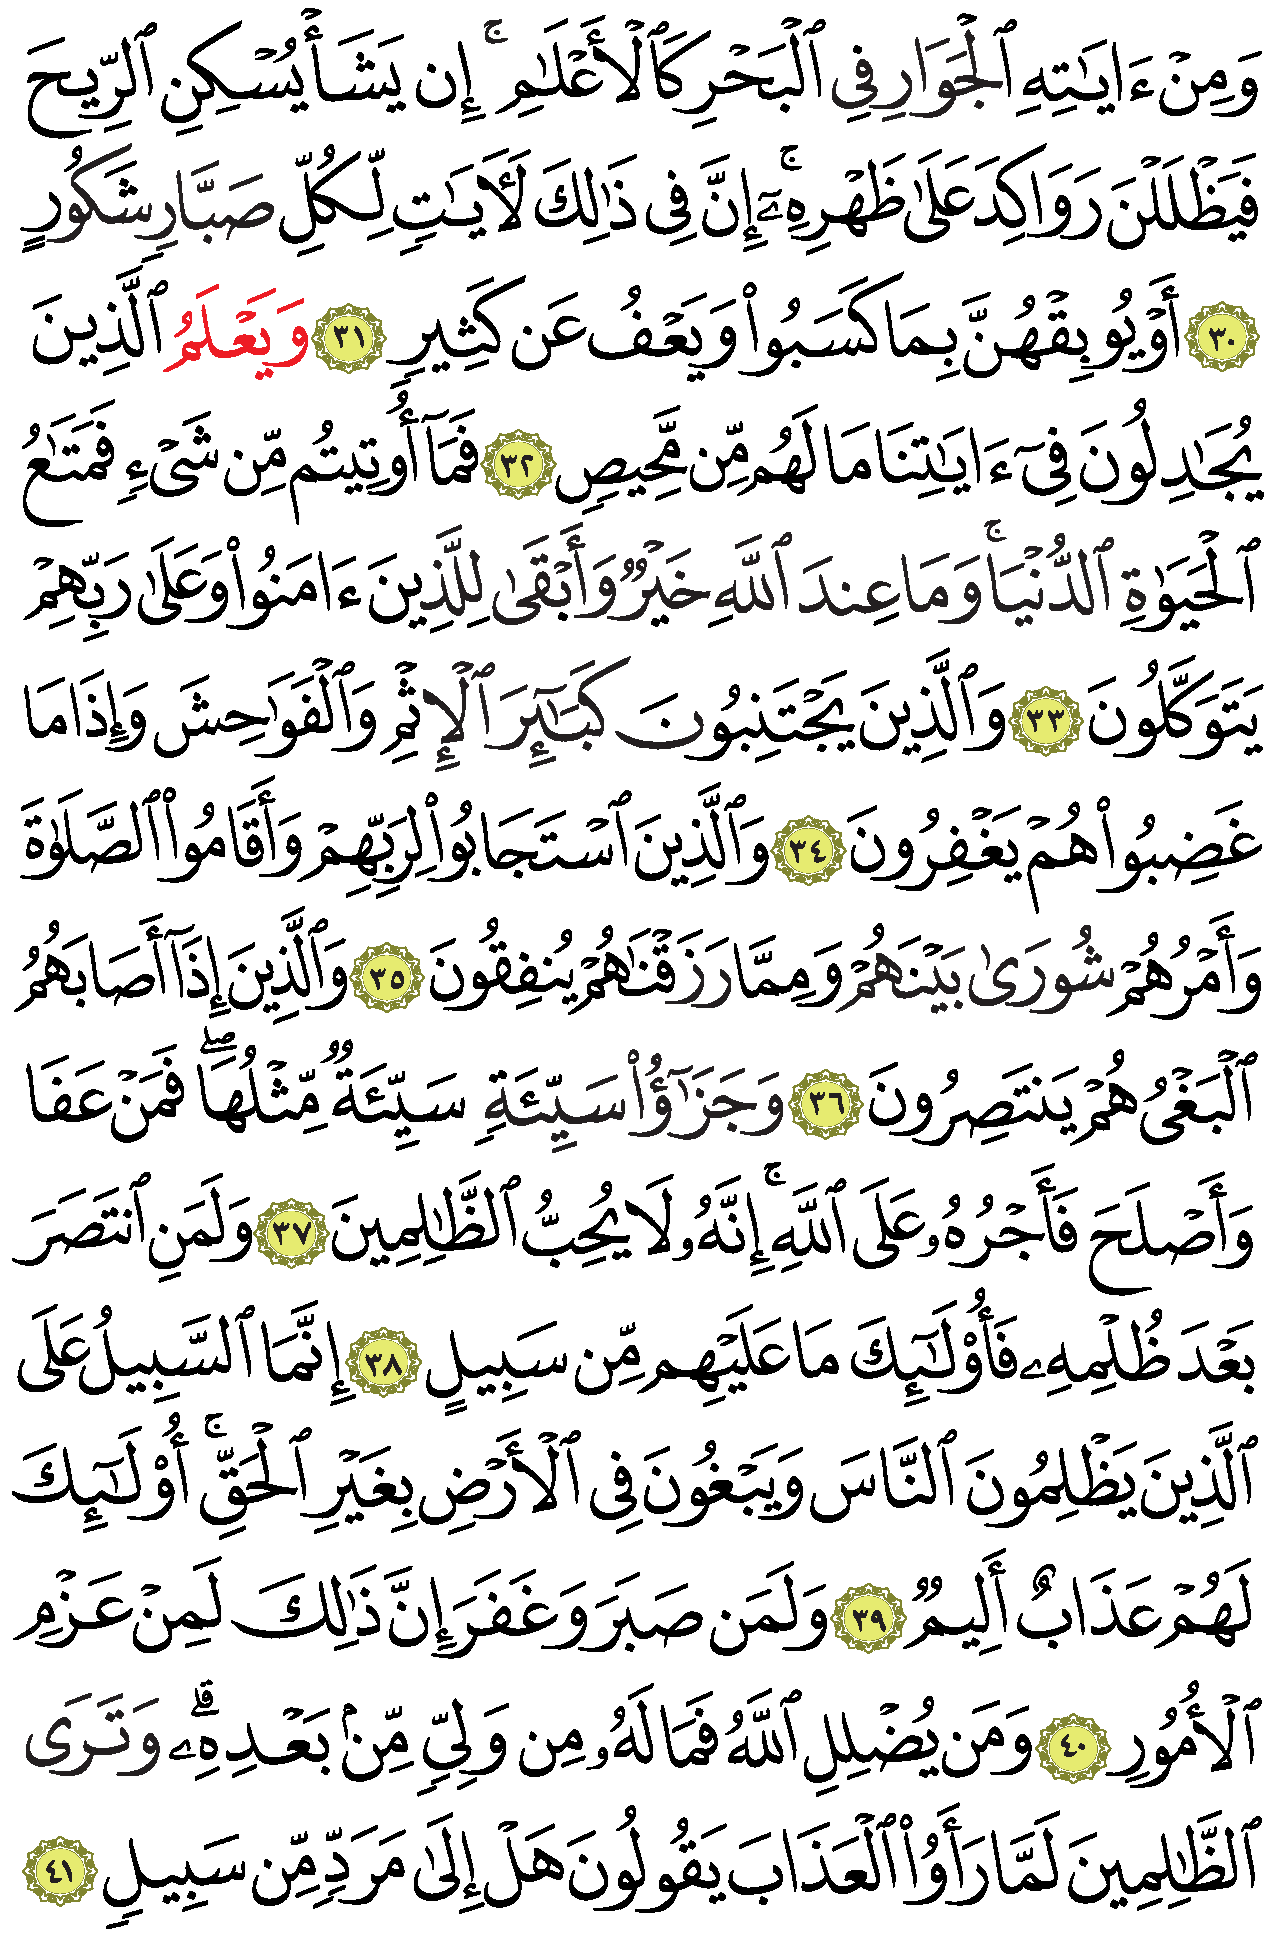 وَمِنْ ءَايَٰتِهِ ٱلْجَوَارِ فِي ٱلْبَحْرِ كَٱلْأَعْلَٰمِ ۚ إِن يَشَأْ يُسْكِنِ ٱلرِّيحَ
فَيَظْلَلْنَ رَوَاكِدَ عَلَىٰ ظَهْرِهِۦٓ ۚ إِنَّ فِي ذَٰلِكَ لَأٓيَٰتٍ لِّكُلِّ صَبَّارٍ شَكُورٍ
٣٠ أَوْ يُوبِقْهُنَّ بِمَا كَسَبُوا۟ وَيَعْفُ عَن كَثِيرٍ ٣١ وَيَعْلَمُ ٱلَّذِينَ
يُجَٰدِلُونَ فِيٓ ءَايَٰتِنَا مَا لَهُم مِّن مَّحِيصٍ ٣٢ فَمَآ أُوتِيتُم مِّن شَىْءٍ فَمَتَٰعُ
ٱلْحَيَوٰةِ ٱلدُّنْيَا ۚ وَمَا عِندَ ٱللَّهِ خَيْرٌ وَأَبْقَىٰ لِلَّذِينَ ءَامَنُوا۟ وَعَلَىٰ رَبِّهِمْ
يَتَوَكَّلُونَ ٣٣ وَٱلَّذِينَ يَجْتَنِبُونَ كَبَٰٓئِرَ ٱلْإِثْمِ وَٱلْفَوَٰحِشَ وَإِذَا مَا
غَضِبُوا۟ هُمْ يَغْفِرُونَ ٣٤ وَٱلَّذِينَ ٱسْتَجَابُوا۟ لِرَبِّهِمْ وَأَقَامُوا۟ ٱلصَّلَوٰةَ
وَأَمْرُهُمْ شُورَىٰ بَيْنَهُمْ وَمِمَّا رَزَقْنَٰهُمْ يُنفِقُونَ ٣٥ وَٱلَّذِينَ إِذَآ أَصَابَهُمُ
ٱلْبَغْيُ هُمْ يَنتَصِرُونَ ٣٦ وَجَزَٰٓؤُا۟ سَيِّئَةٍ سَيِّئَةٌ مِّثْلُهَا ۖ فَمَنْ عَفَا
وَأَصْلَحَ فَأَجْرُهُۥ عَلَى ٱللَّهِ ۚ إِنَّهُۥ لَا يُحِبُّ ٱلظَّٰلِمِينَ ٣٧ وَلَمَنِ ٱنتَصَرَ
بَعْدَ ظُلْمِهِۦ فَأُو۟لَٰٓئِكَ مَا عَلَيْهِم مِّن سَبِيلٍ ٣٨ إِنَّمَا ٱلسَّبِيلُ عَلَى
ٱلَّذِينَ يَظْلِمُونَ ٱلنَّاسَ وَيَبْغُونَ فِي ٱلْأَرْضِ بِغَيْرِ ٱلْحَقِّ ۚ أُو۟لَٰٓئِكَ
لَهُمْ عَذَابٌ أَلِيمٌ ٣٩ وَلَمَن صَبَرَ وَغَفَرَ إِنَّ ذَٰلِكَ لَمِنْ عَزْمِ
ٱلْأُمُورِ ٤٠ وَمَن يُضْلِلِ ٱللَّهُ فَمَا لَهُۥ مِن وَلِيٍّ مِّنۢ بَعْدِهِۦ ۗ وَتَرَى
ٱلظَّٰلِمِينَ لَمَّا رَأَوُا۟ ٱلْعَذَابَ يَقُولُونَ هَلْ إِلَىٰ مَرَدٍّ مِّن سَبِيلٍ ٤١